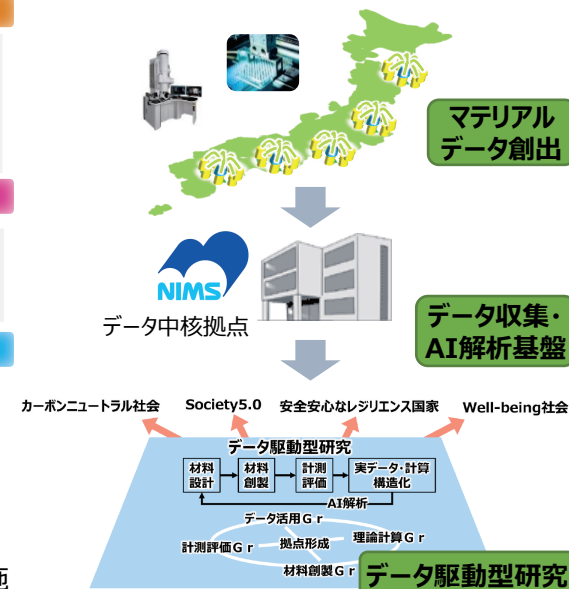 マテリアル
データ創出
NIMS
データ中核拠点
データ収集・
AI解析基盤
カーボンニュートラル社会
Society5.0
安全安心なレジリエンス国家
Well-being社会
データ駆動型研究
材料
設計
材料
創製
計測
評価
実データ・計算
構造化
AI解析
データ活用Ｇｒ
計測評価Ｇｒ
拠点形成
理論計算Ｇｒ
材料創製Ｇｒ
データ駆動型研究